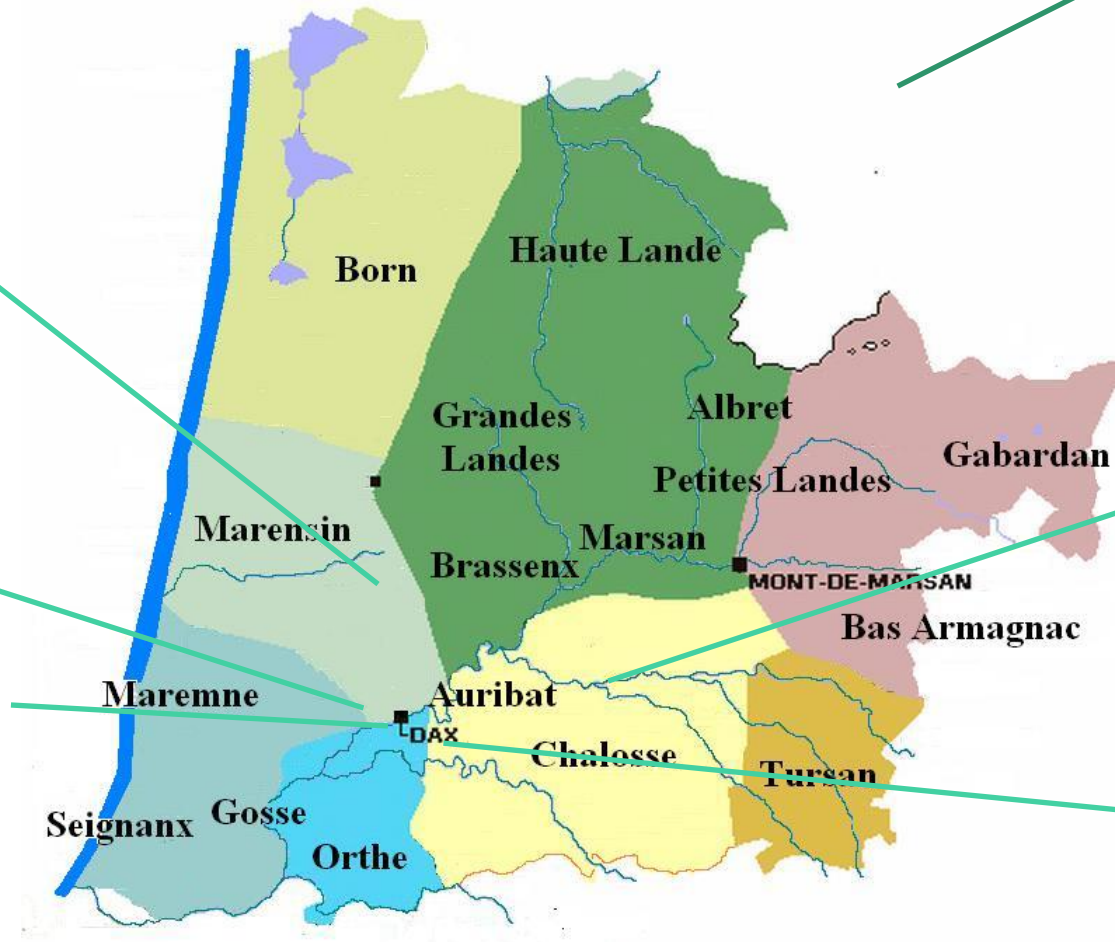 Haute Lande
Born
Grandes
Landes
Albret
Gabardan
Petites Landes
Marensin
Marsan
Brassenx
MONT-DE-MARSAN
Bas Armagnac
Maremne
Auribat
DAX
Chalosse
Tursan
Gosse
Seignanx
Orthe